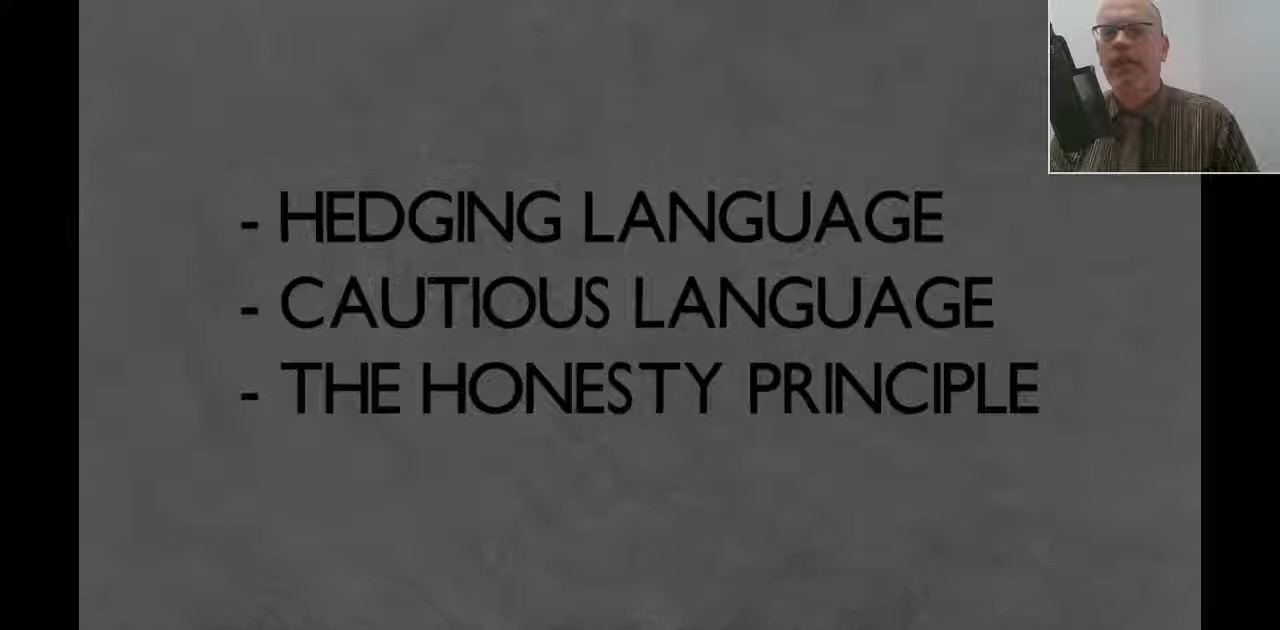 - HEDGING LANGUAGE
- CAUTIOUS LANGUAGE
- THE HONESTY PRINCIPLE